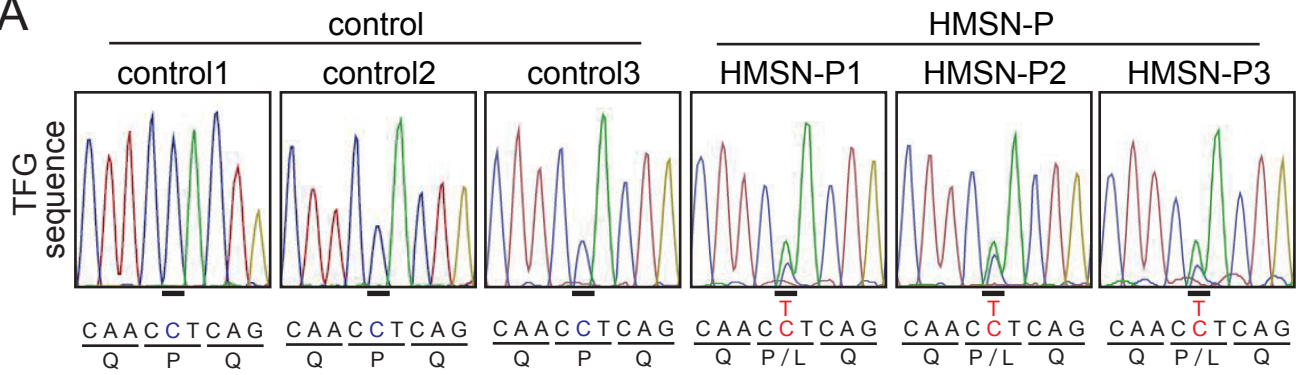 A
control HMSN-P
control1 control2 control3 HMSN-P1 HMSN-P2 HMSN-P3
TFG
sequence
T T T
C A A C C T C A G C A A C C T C A G C A A C C T C A G C A A C C T C A G C A A C C T C A G C A A C C T C A G
Q P Q Q P Q Q P Q Q P / L Q Q P / L Q Q P / L Q